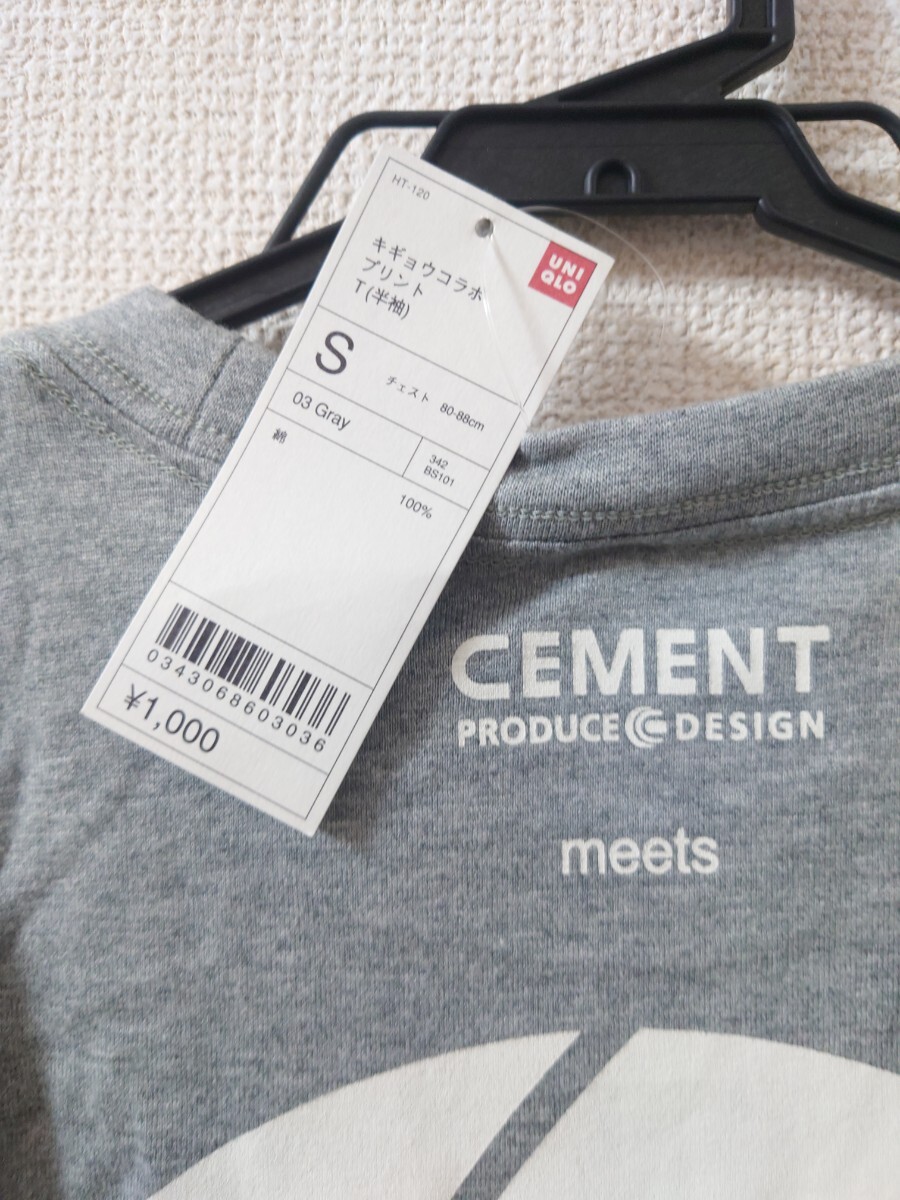 HT-120
UNI
QLO
キギョウコラボ
プリント
T(半袖)
S
チェスト 80-88cm
03 Gray
342
BS101
綿
100%
0343068603036
¥1,000
CEMENT
PRODUCE DESIGN
meets